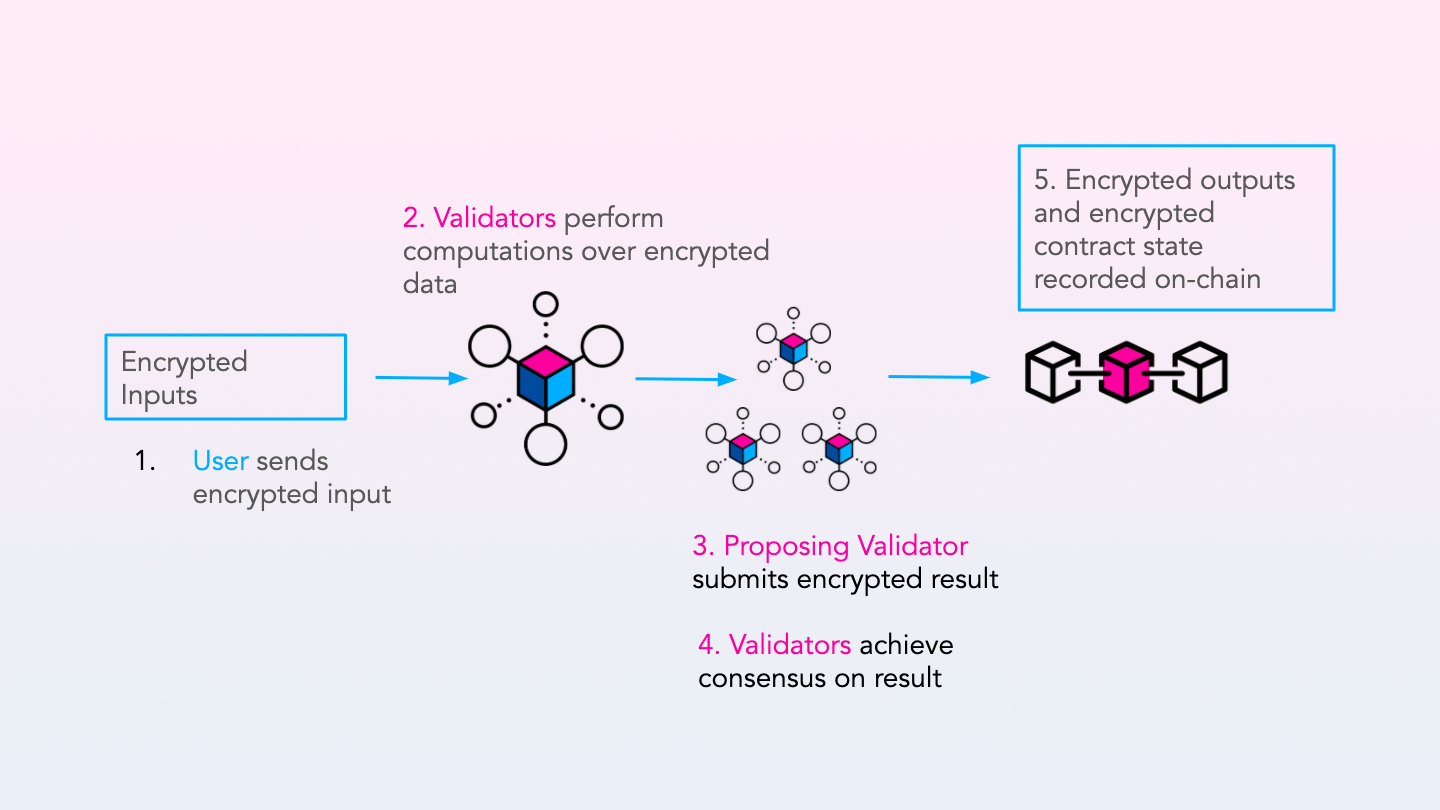 Encrypted
Inputs
1. User sends
encrypted input
2. Validators perform
computations over encrypted
data
3. Proposing Validator
submits encrypted result
4. Validators achieve
consensus on result
5. Encrypted outputs
and encrypted
contract state
recorded on-chain